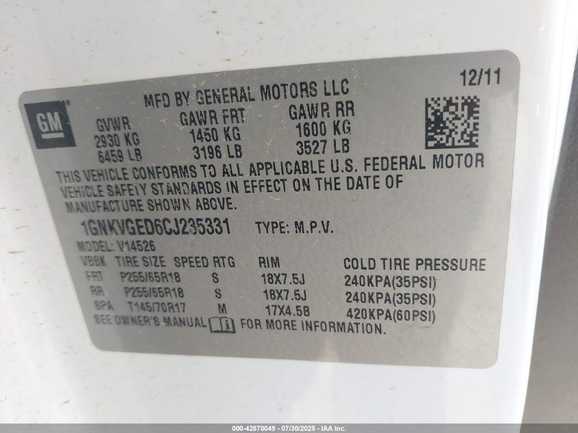 12/11
GM
MFD BY GENERAL MOTORS LLC
GVWR GAWR FRT GAWR RR
2930 KG 1450 KG 1600 KG
6459 LB 3196 LB 3527 LB
THIS VEHICLE CONFORMS TO ALL APPLICABLE U.S. FEDERAL MOTOR
VEHICLE SAFETY STANDARDS IN EFFECT ON THE DATE OF
MANUFACTURE SHOWN ABOVE.
1GNKVGED6CJ235331 TYPE: M.P.V.
MODEL: V14526
VBBK TIRE SIZE SPEED RTG RIM COLD TIRE PRESSURE
FRT P255/65R18 S 18X7.5J 240KPA(35PSI)
RR P255/65R18 S 18X7.5J 240KPA(35PSI)
SPA T145/70R17 M 17X4.5B 420KPA(60PSI)
SEE OWNER'S MANUAL FOR MORE INFORMATION.
000-42870049 - 07/30/2025 - IAA Inc.